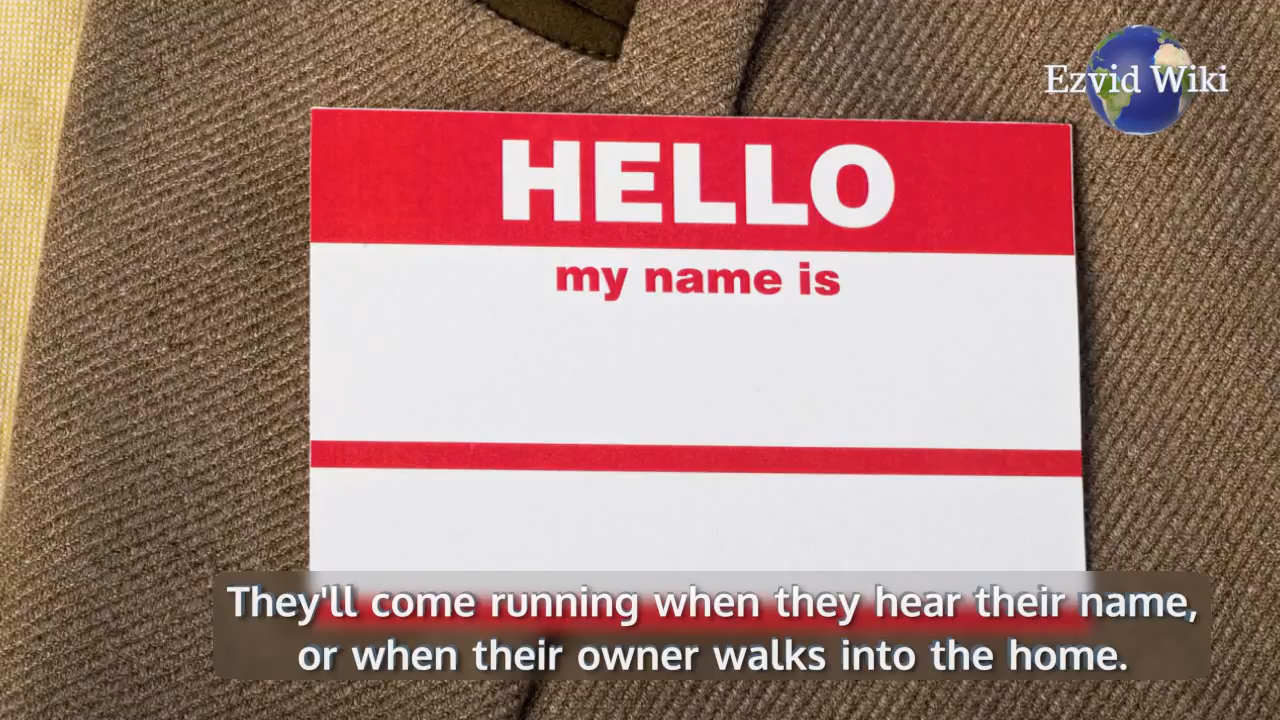 Ezvid Wiki
HELLO
my name is
They'll come running when they hear their name,
or when their owner walks into the home.